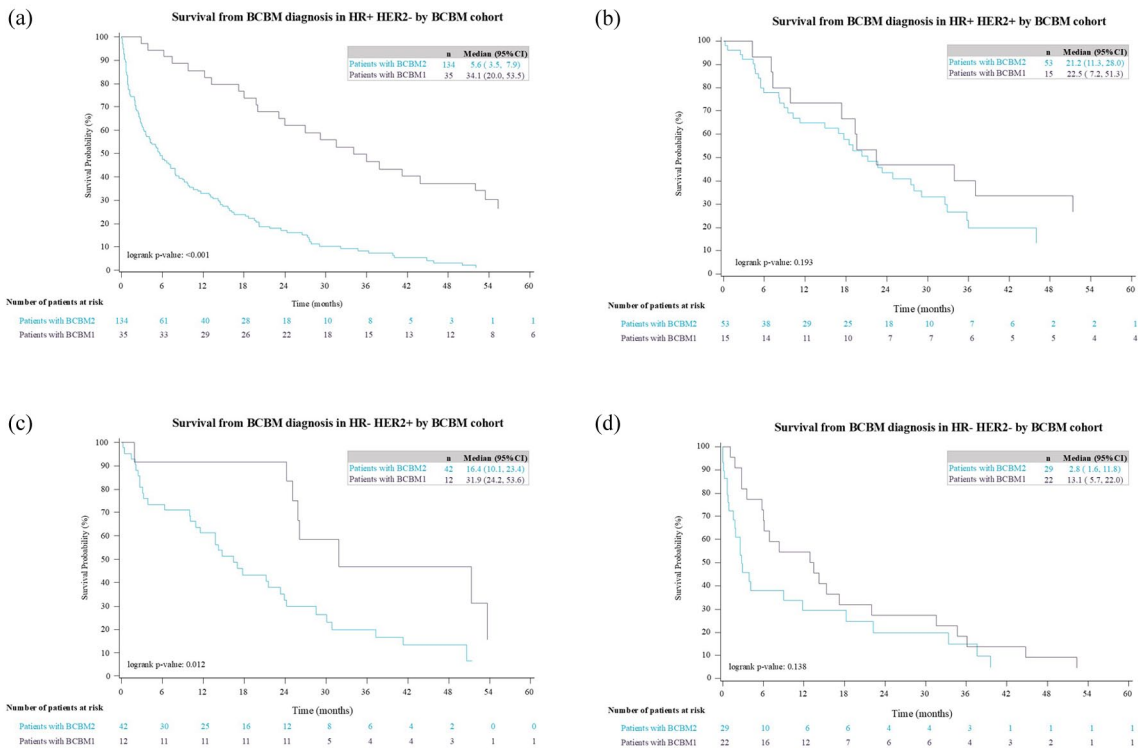 (a)
Survival from BCBM diagnosis in HR+ HER2- by BCBM cohort
n Median (95%CI)
Patients with BCBM2 134 5.6 ( 3.5, 7.9)
Patients with BCBM1 35 34.1 (20.0, 53.5)
Survival Probability (%)
100
90
80
70
60
50
40
30
20
10
0
logrank p-value: <0.001
0 6 12 18 24 30 36 42 48 54 60
Time (months)
Number of patients at risk
Patients with BCBM2 134 61 40 28 18 10 8 5 3 1 1
Patients with BCBM1 35 33 29 26 22 18 15 13 12 8 6
(b)
Survival from BCBM diagnosis in HR+ HER2+ by BCBM cohort
n Median (95%CI)
Patients with BCBM2 53 21.2 (11.3, 28.0)
Patients with BCBM1 15 22.5 ( 7.2, 51.3)
Survival Probability (%)
100
90
80
70
60
50
40
30
20
10
0
logrank p-value: 0.193
0 6 12 18 24 30 36 42 48 54 60
Time (months)
Number of patients at risk
Patients with BCBM2 53 38 29 25 18 10 7 6 2 2 1
Patients with BCBM1 15 14 11 10 7 7 6 5 5 4 4
(c)
Survival from BCBM diagnosis in HR- HER2+ by BCBM cohort
n Median (95%CI)
Patients with BCBM2 42 16.4 (10.1, 23.4)
Patients with BCBM1 12 31.9 (24.2, 53.6)
Survival Probability (%)
100
90
80
70
60
50
40
30
20
10
0
logrank p-value: 0.012
0 6 12 18 24 30 36 42 48 54 60
Time (months)
Number of patients at risk
Patients with BCBM2 42 30 25 16 12 8 6 4 2 0 0
Patients with BCBM1 12 11 11 11 11 5 4 4 3 1 1
(d)
Survival from BCBM diagnosis in HR- HER2- by BCBM cohort
n Median (95%CI)
Patients with BCBM2 29 2.8 ( 1.6, 11.8)
Patients with BCBM1 22 13.1 ( 5.7, 22.0)
Survival Probability (%)
100
90
80
70
60
50
40
30
20
10
0
logrank p-value: 0.138
0 6 12 18 24 30 36 42 48 54 60
Time (months)
Number of patients at risk
Patients with BCBM2 29 10 6 6 4 4 3 1 1 1 1
Patients with BCBM1 22 16 12 7 6 6 4 3 2 1 1